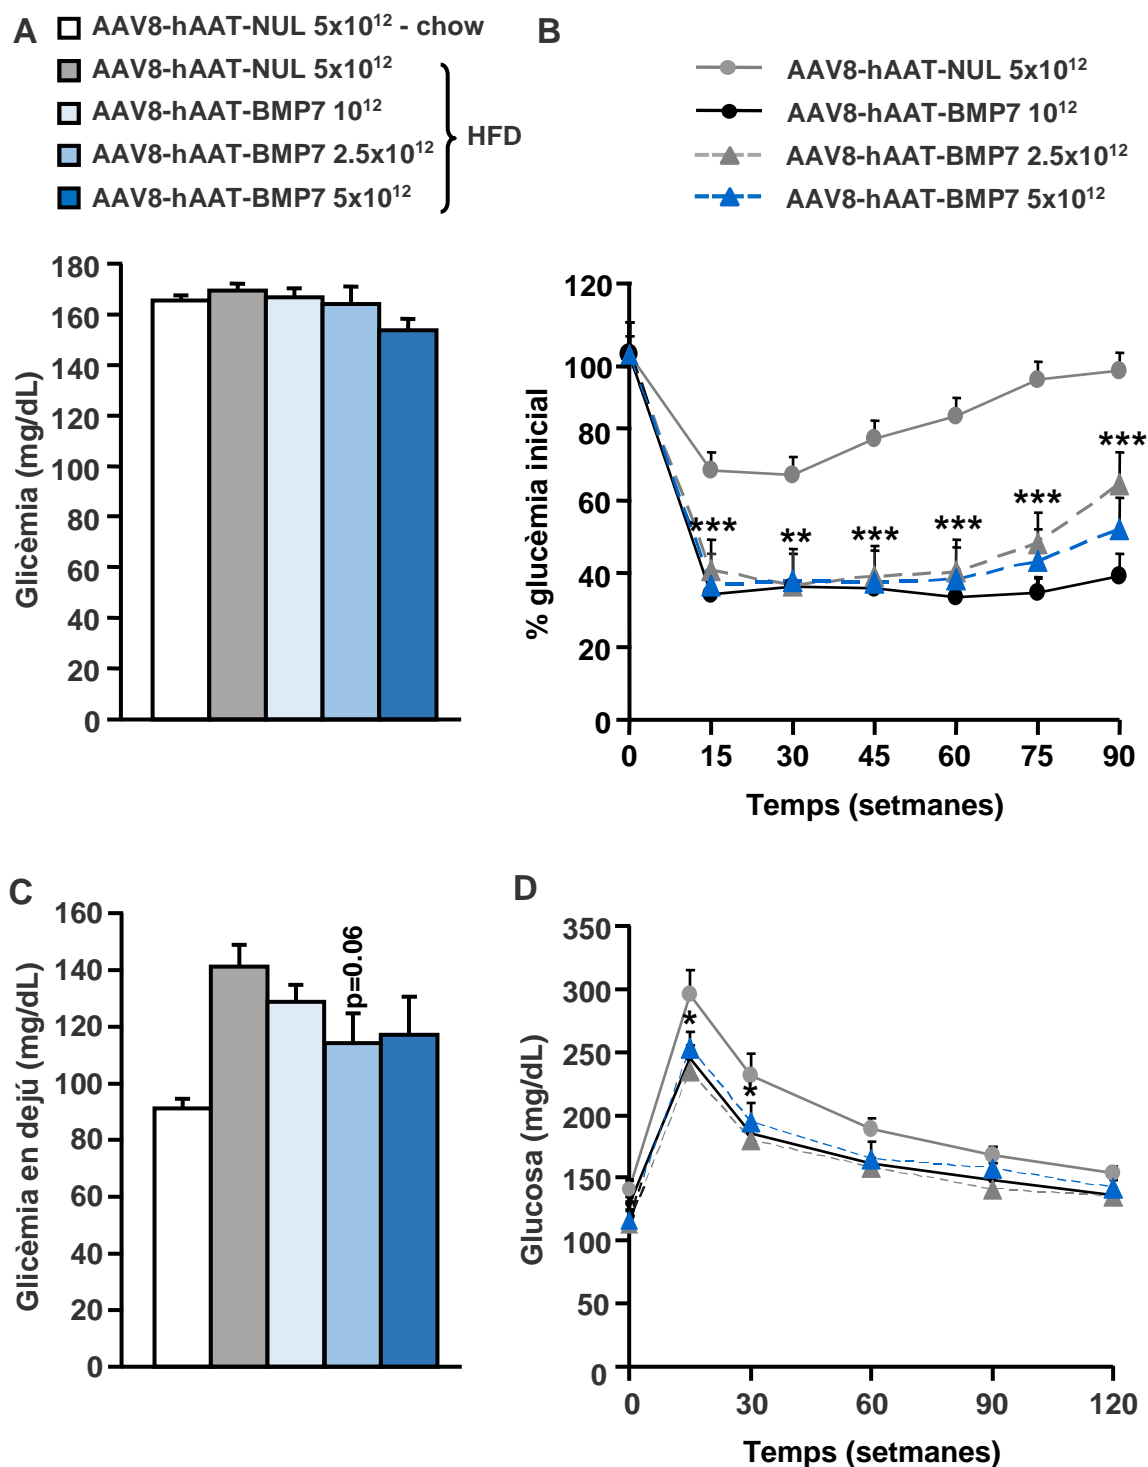 A
AAV8-hAAT-NUL 5x10¹² - chow
AAV8-hAAT-NUL 5x10¹²
AAV8-hAAT-BMP7 10¹²
AAV8-hAAT-BMP7 2.5x10¹²
AAV8-hAAT-BMP7 5x10¹²
HFD
Glicèmia (mg/dL)
180
160
140
120
100
80
60
40
20
0
B
AAV8-hAAT-NUL 5x10¹²
AAV8-hAAT-BMP7 10¹²
AAV8-hAAT-BMP7 2.5x10¹²
AAV8-hAAT-BMP7 5x10¹²
% glucèmia inicial
120
100
80
60
40
20
0
*** ** *** *** *** ***
0 15 30 45 60 75 90
Temps (setmanes)
C
Glicèmia en dejú (mg/dL)
160
140
120
100
80
60
40
20
0
p=0.06
D
Glucosa (mg/dL)
350
300
250
200
150
100
50
0
*
*
0 30 60 90 120
Temps (setmanes)